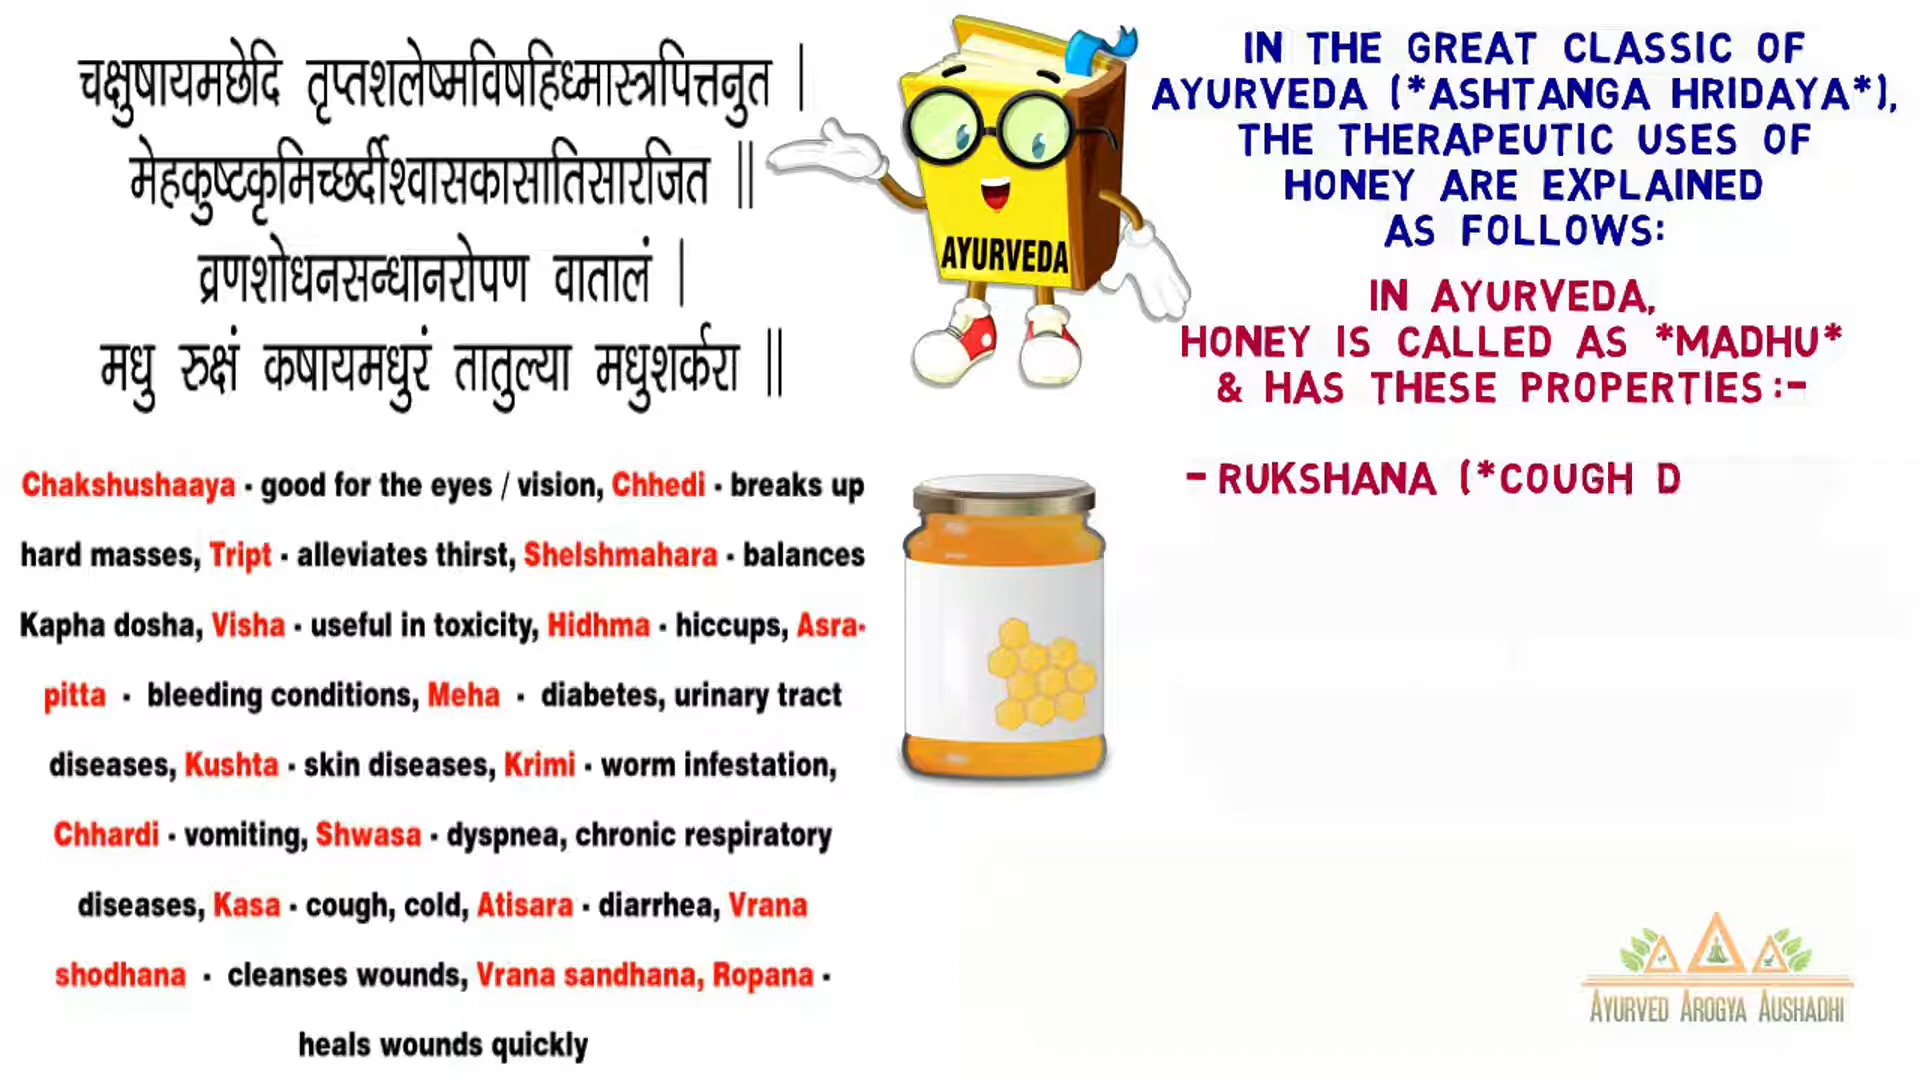 चक्षुषायमछेदि तृप्तशलेष्मविषहिध्मास्त्रपित्तनुत |
मेहकुष्टकृमिच्छर्दीश्वासकासातिसारजित ||
व्रणशोधनसन्धानरोपण वातालं |
मधु रुक्षं कषायमधुरं तातुल्या मधुशर्करा ||
Chakshushaaya - good for the eyes / vision, Chhedi - breaks up
hard masses, Tript - alleviates thirst, Shelshmahara - balances
Kapha dosha, Visha - useful in toxicity, Hidhma - hiccups, Asra-
pitta - bleeding conditions, Meha - diabetes, urinary tract
diseases, Kushta - skin diseases, Krimi - worm infestation,
Chhardi - vomiting, Shwasa - dyspnea, chronic respiratory
diseases, Kasa - cough, cold, Atisara - diarrhea, Vrana
shodhana - cleanses wounds, Vrana sandhana, Ropana -
heals wounds quickly
AYURVEDA
IN THE GREAT CLASSIC OF
AYURVEDA (*ASHTANGA HRIDAYA*),
THE THERAPEUTIC USES OF
HONEY ARE EXPLAINED
AS FOLLOWS:
IN AYURVEDA,
HONEY IS CALLED AS *MADHU*
& HAS THESE PROPERTIES:-
- RUKSHANA (*COUGH D
AYURVED AROGYA AUSHADHI